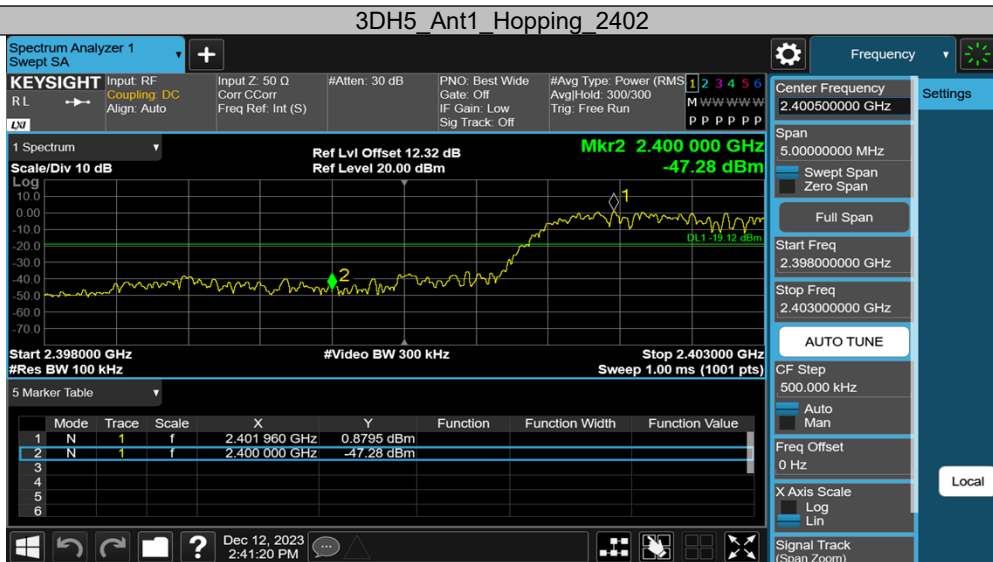 3DH5_Ant1_Hopping_2402
Spectrum Analyzer 1
Swept SA
+
Frequency
KEYSIGHT
RL
LXI
Input: RF
Coupling: DC
Align: Auto
Input Z: 50 Ω
Corr CCorr
Freq Ref: Int (S)
#Atten: 30 dB
PNO: Best Wide
Gate: Off
IF Gain: Low
Sig Track: Off
#Avg Type: Power (RMS
Avg|Hold: 300/300
Trig: Free Run
1 2 3 4 5 6
M W W W W W
P P P P P P
1 Spectrum
Scale/Div 10 dB
Ref Lvl Offset 12.32 dB
Ref Level 20.00 dBm
Mkr2 2.400 000 GHz
-47.28 dBm
Log
10.0
0.00
-10.0
-20.0
-30.0
-40.0
-50.0
-60.0
-70.0
1
2
DL1 -19.12 dBm
Start 2.398000 GHz
#Res BW 100 kHz
#Video BW 300 kHz
Stop 2.403000 GHz
Sweep 1.00 ms (1001 pts)
5 Marker Table
Mode Trace Scale X Y Function Function Width Function Value
1 N 1 f 2.401 960 GHz 0.8795 dBm
2 N 1 f 2.400 000 GHz -47.28 dBm
3
4
5
6
Dec 12, 2023
2:41:20 PM
Center Frequency
2.400500000 GHz
Span
5.00000000 MHz
Swept Span
Zero Span
Full Span
Start Freq
2.398000000 GHz
Stop Freq
2.403000000 GHz
AUTO TUNE
CF Step
500.000 kHz
Auto
Man
Freq Offset
0 Hz
X Axis Scale
Log
Lin
Signal Track
(Span Zoom)
Settings
Local